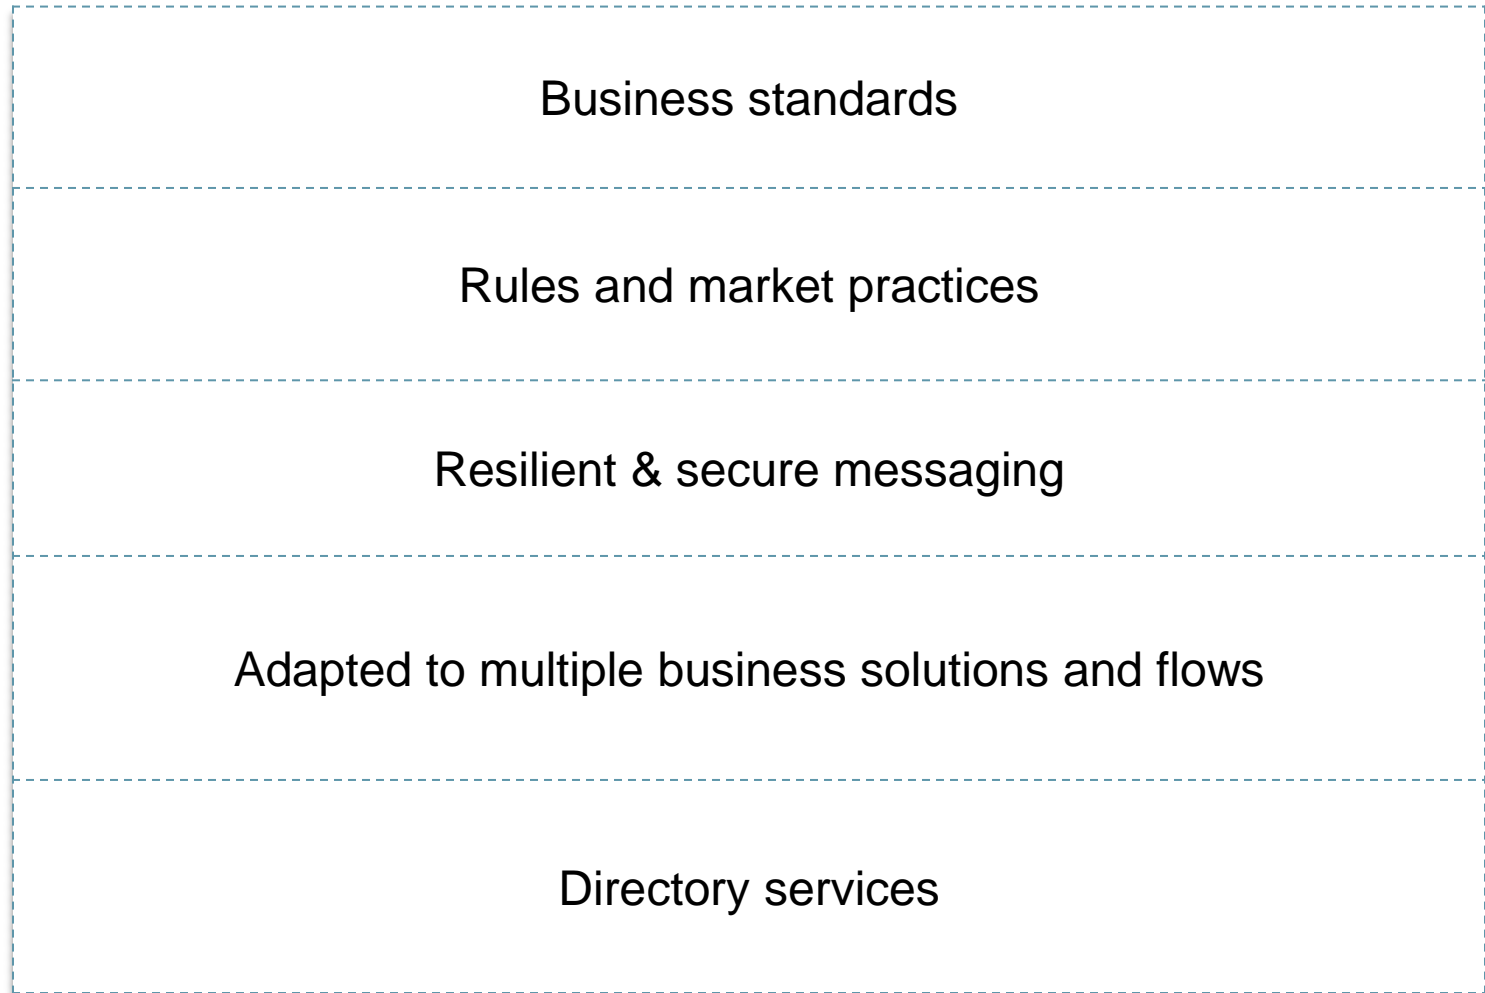 Business standards
Rules and market practices
Resilient & secure messaging
Adapted to multiple business solutions and flows
Directory services